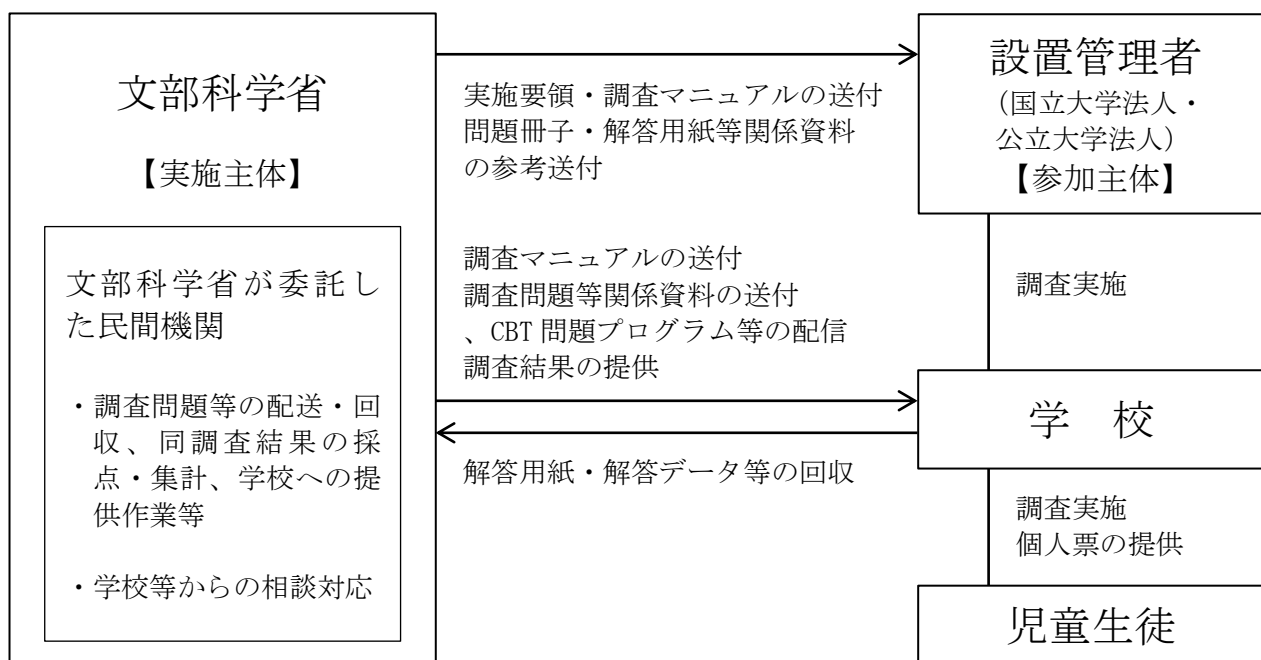 文部科学省
【実施主体】
文部科学省が委託し
た民間機関
・調査問題等の配送・回
収、同調査結果の採
点・集計、学校への提
供作業等
・学校等からの相談対応
実施要領・調査マニュアルの送付
問題冊子・解答用紙等関係資料
の参考送付
調査マニュアルの送付
調査問題等関係資料の送付
、CBT 問題プログラム等の配信
調査結果の提供
解答用紙・解答データ等の回収
設置管理者
（国立大学法人・
公立大学法人）
【参加主体】
調査実施
学　校
調査実施
個人票の提供
児童生徒